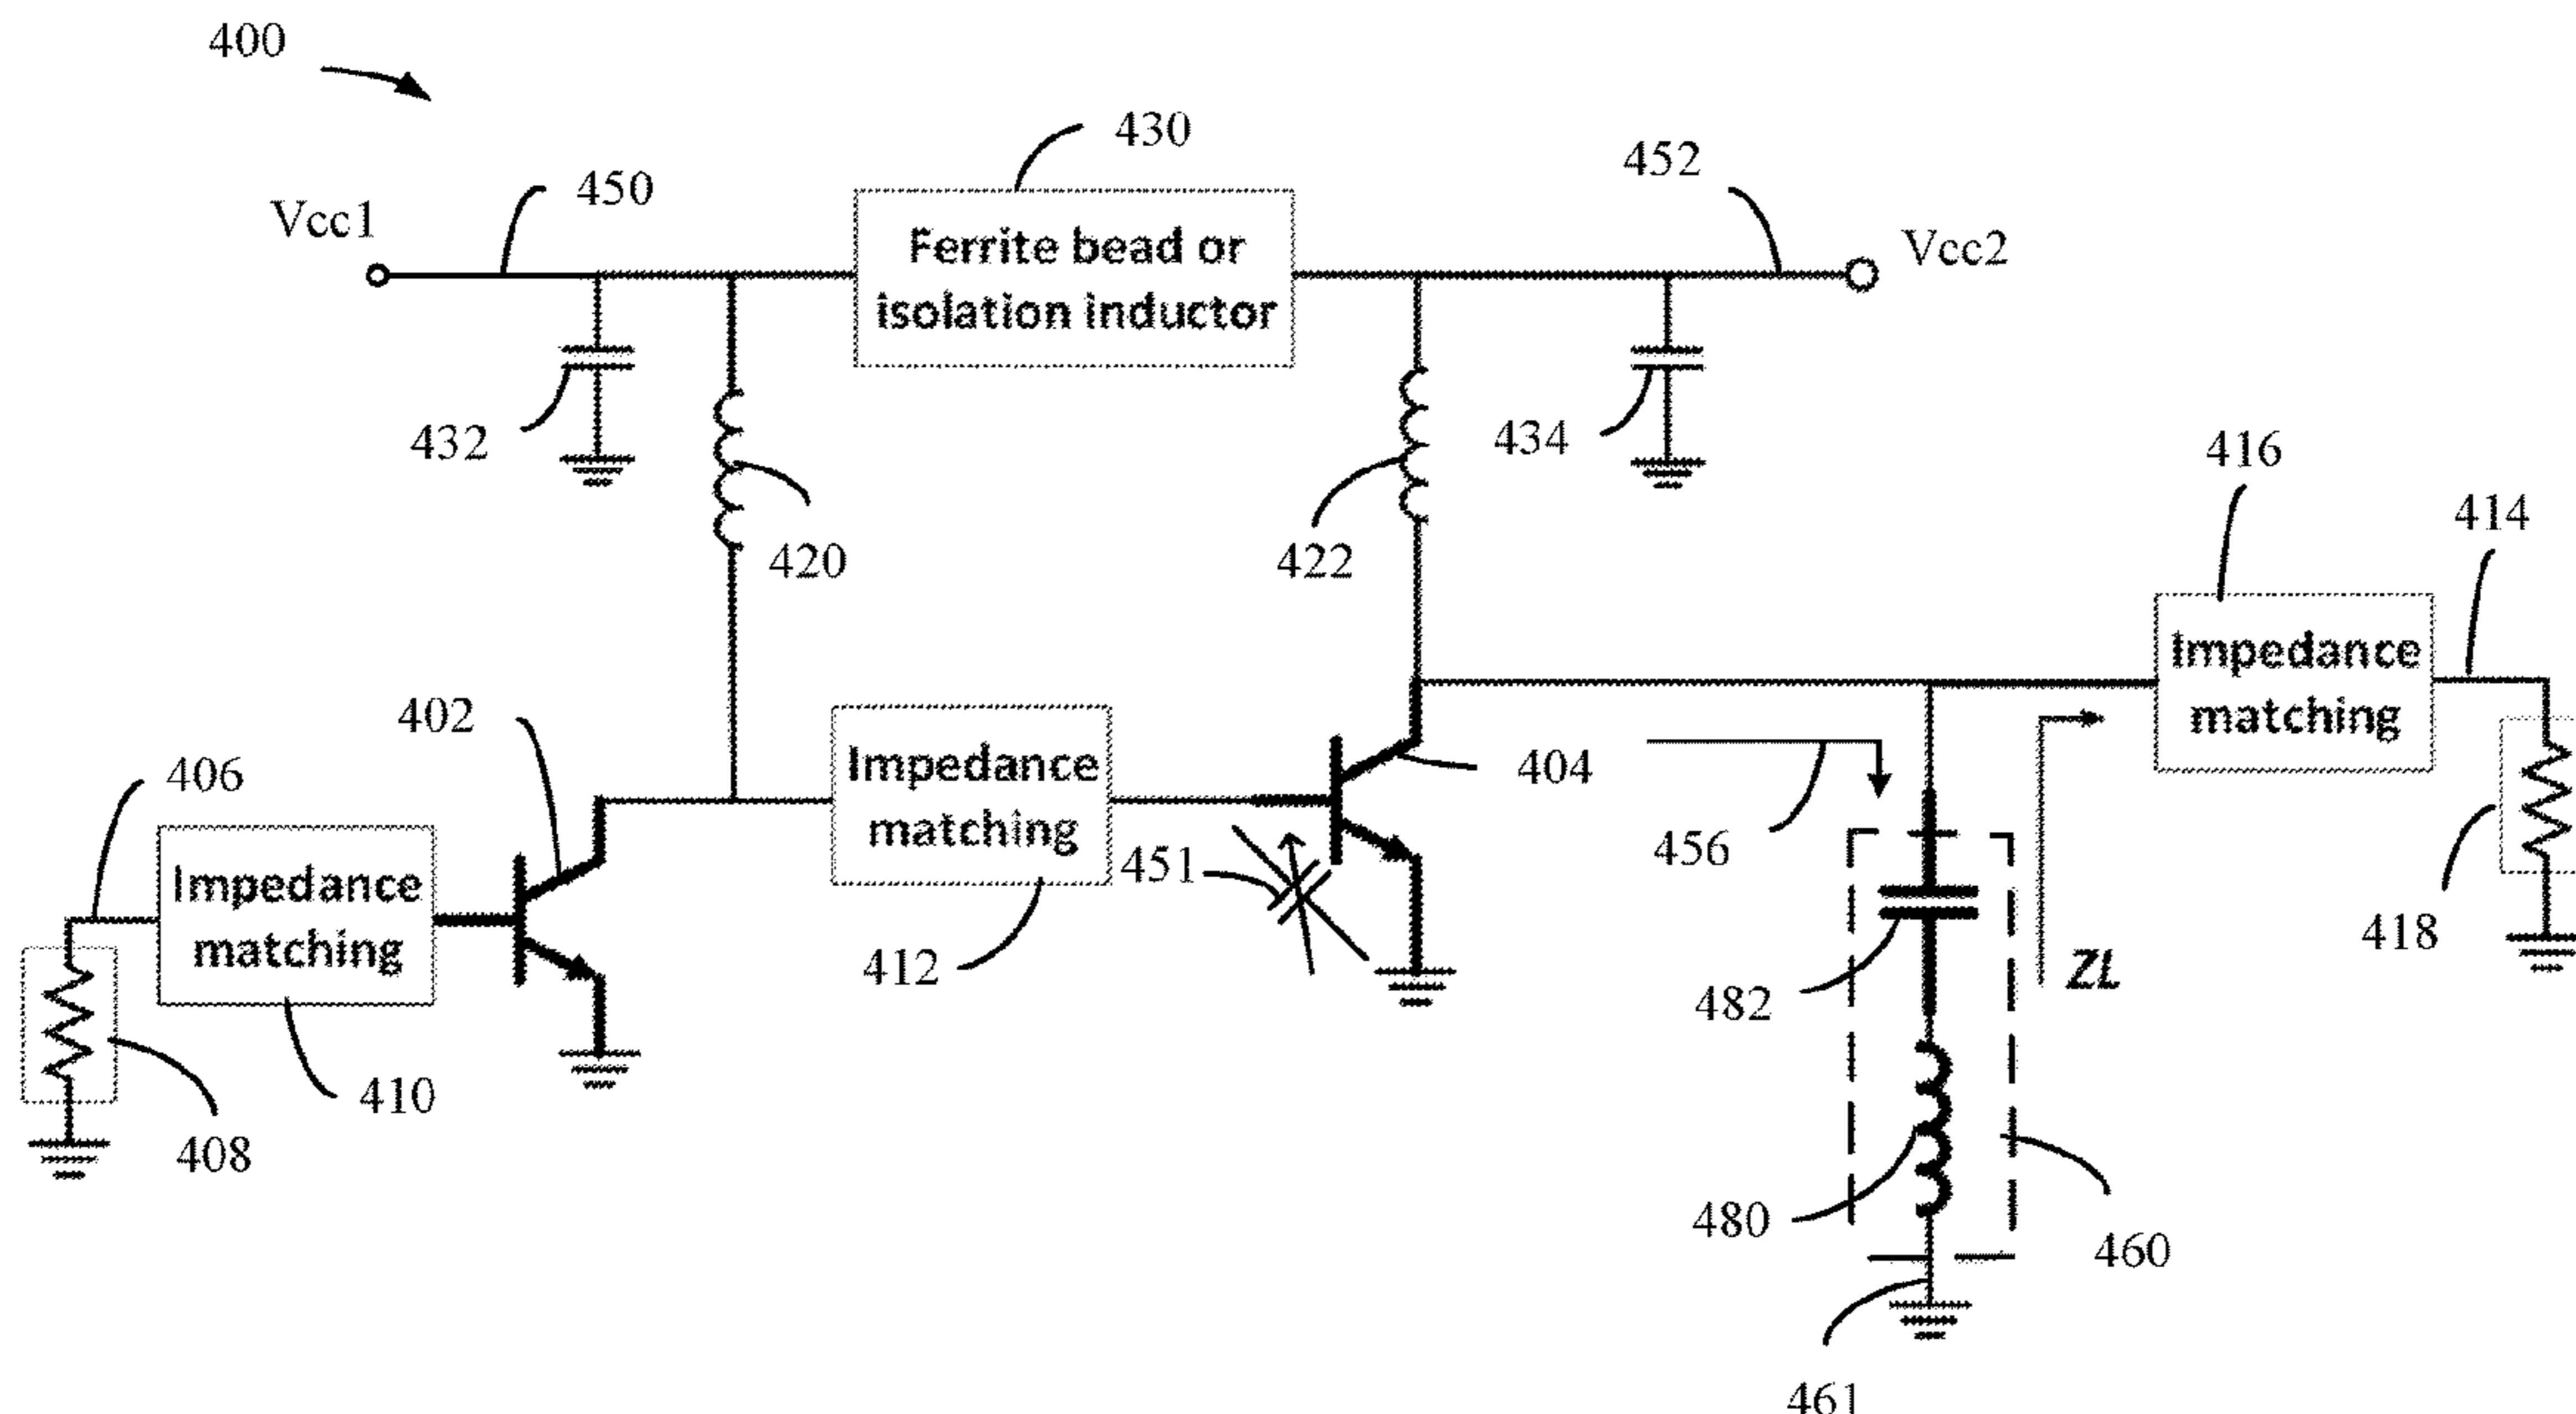 400
430
452
450
Vcc1
Ferrite bead or
isolation inductor
Vcc2
432
434
416
414
420
422
Impedance
matching
402
404
406
Impedance
matching
456
451
Impedance
matching
412
418
482
ZL
410
408
480
460
461